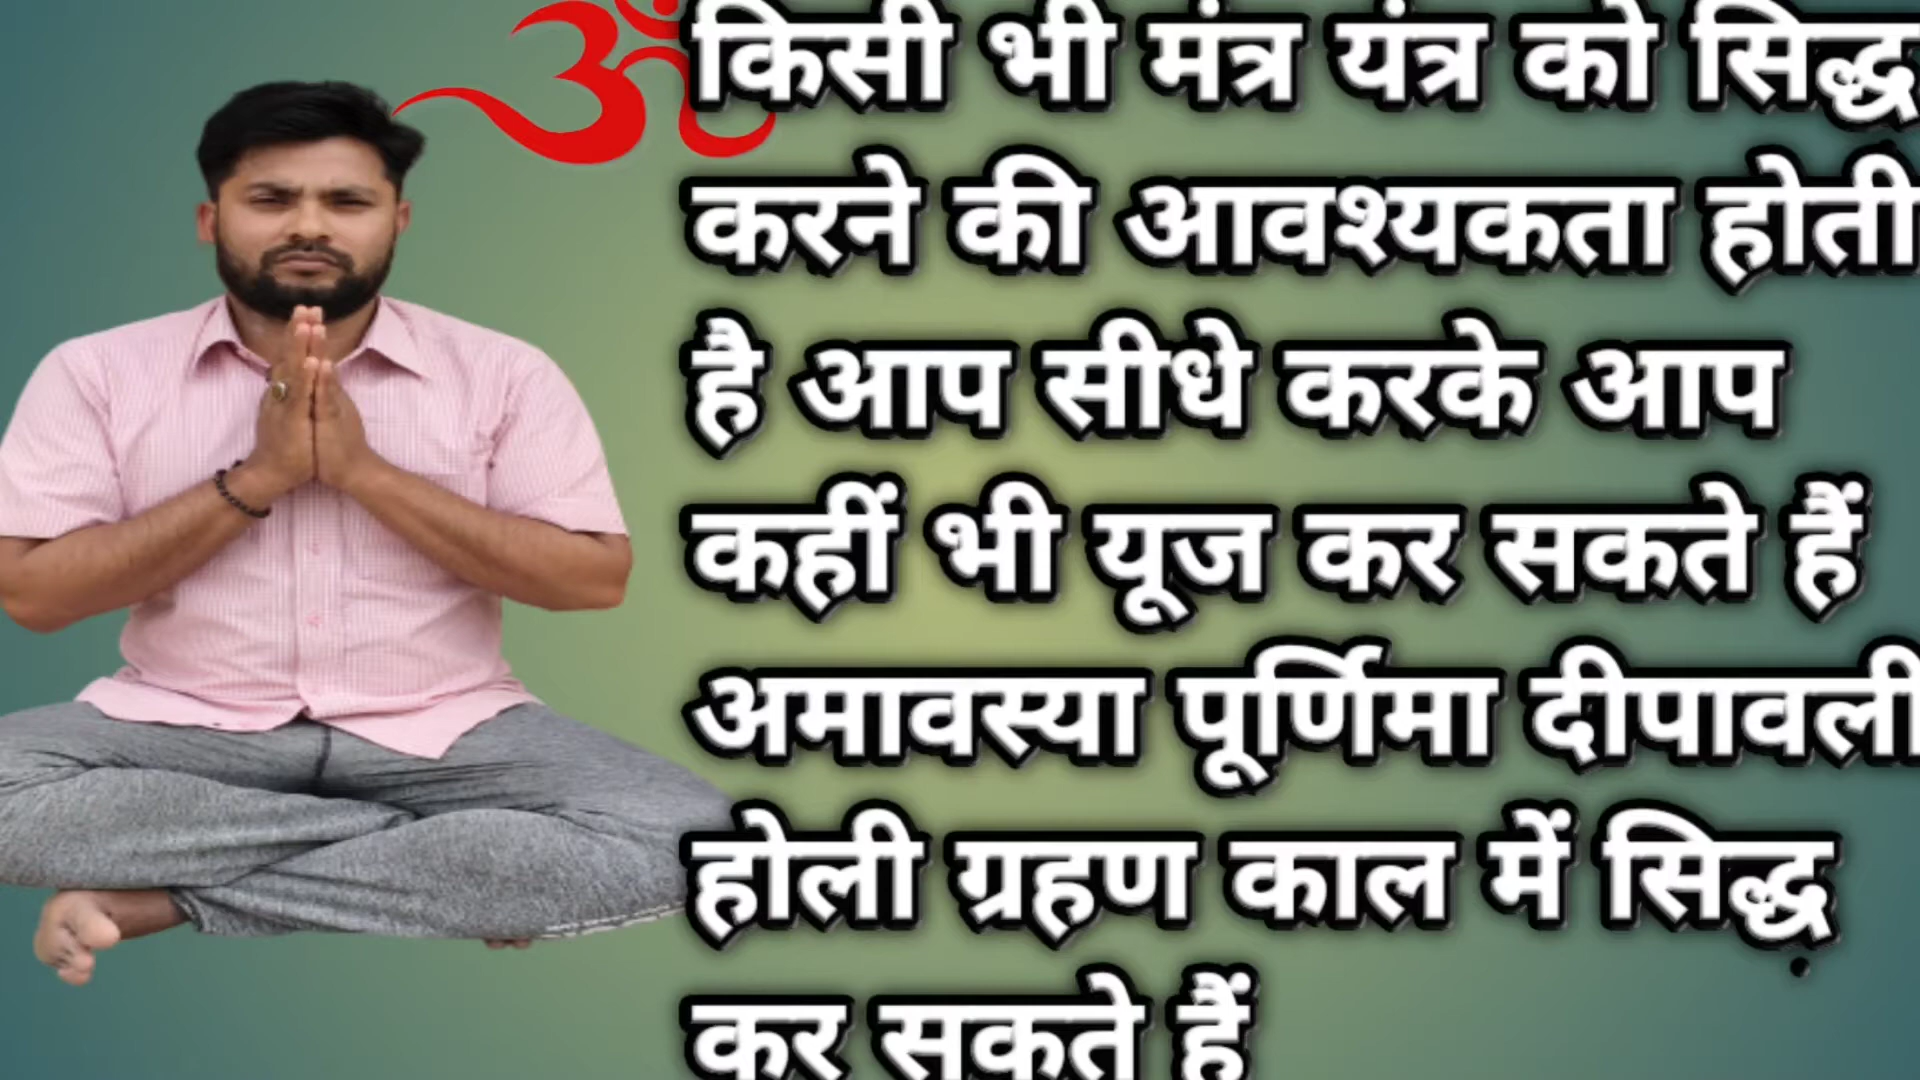 ॐ
किसी भी मंत्र यंत्र को सिद्ध
करने की आवश्यकता होती
है आप सीधे करके आप
कहीं भी यूज कर सकते हैं
अमावस्या पूर्णिमा दीपावली
होली ग्रहण काल में सिद्ध
कर सकते हैं